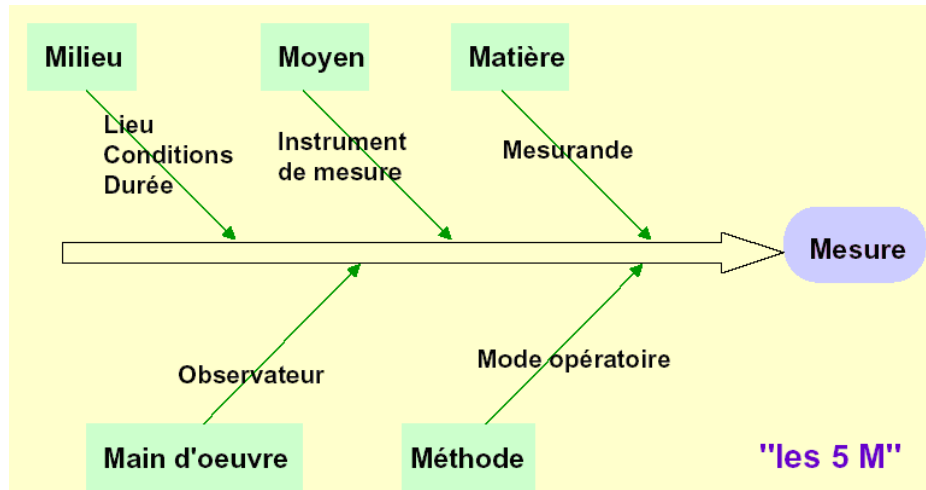 Milieu
Moyen
Matière
Lieu
Conditions
Durée
Instrument
de mesure
Mesurande
Mesure
Observateur
Mode opératoire
Main d'oeuvre
Méthode
"les 5 M"